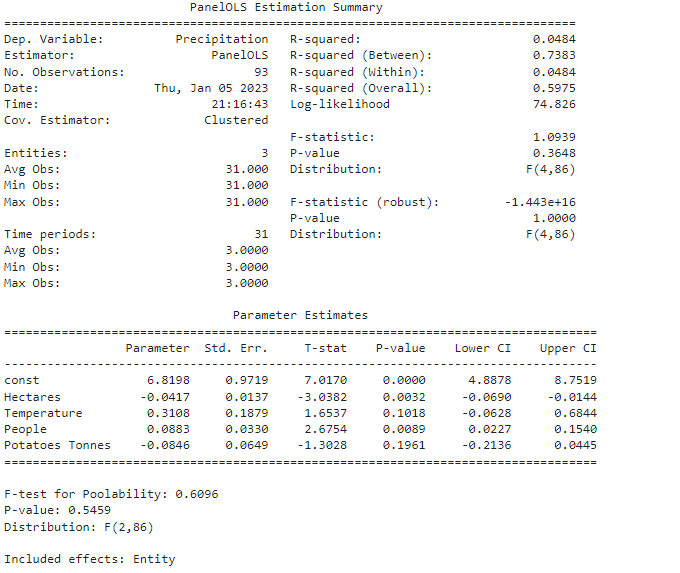 PanelOLS Estimation Summary
================================================================================
Dep. Variable: Precipitation R-squared: 0.0484
Estimator: PanelOLS R-squared (Between): 0.7383
No. Observations: 93 R-squared (Within): 0.0484
Date: Thu, Jan 05 2023 R-squared (Overall): 0.5975
Time: 21:16:43 Log-likelihood 74.826
Cov. Estimator: Clustered
F-statistic: 1.0939
Entities: 3 P-value 0.3648
Avg Obs: 31.000 Distribution: F(4,86)
Min Obs: 31.000
Max Obs: 31.000 F-statistic (robust): -1.443e+16
P-value 1.0000
Time periods: 31 Distribution: F(4,86)
Avg Obs: 3.0000
Min Obs: 3.0000
Max Obs: 3.0000
Parameter Estimates
===================================================================================
Parameter Std. Err. T-stat P-value Lower CI Upper CI
-----------------------------------------------------------------------------------
const 6.8198 0.9719 7.0170 0.0000 4.8878 8.7519
Hectares -0.0417 0.0137 -3.0382 0.0032 -0.0690 -0.0144
Temperature 0.3108 0.1879 1.6537 0.1018 -0.0628 0.6844
People 0.0883 0.0330 2.6754 0.0089 0.0227 0.1540
Potatoes Tonnes -0.0846 0.0649 -1.3028 0.1961 -0.2136 0.0445
===================================================================================
F-test for Poolability: 0.6096
P-value: 0.5459
Distribution: F(2,86)
Included effects: Entity